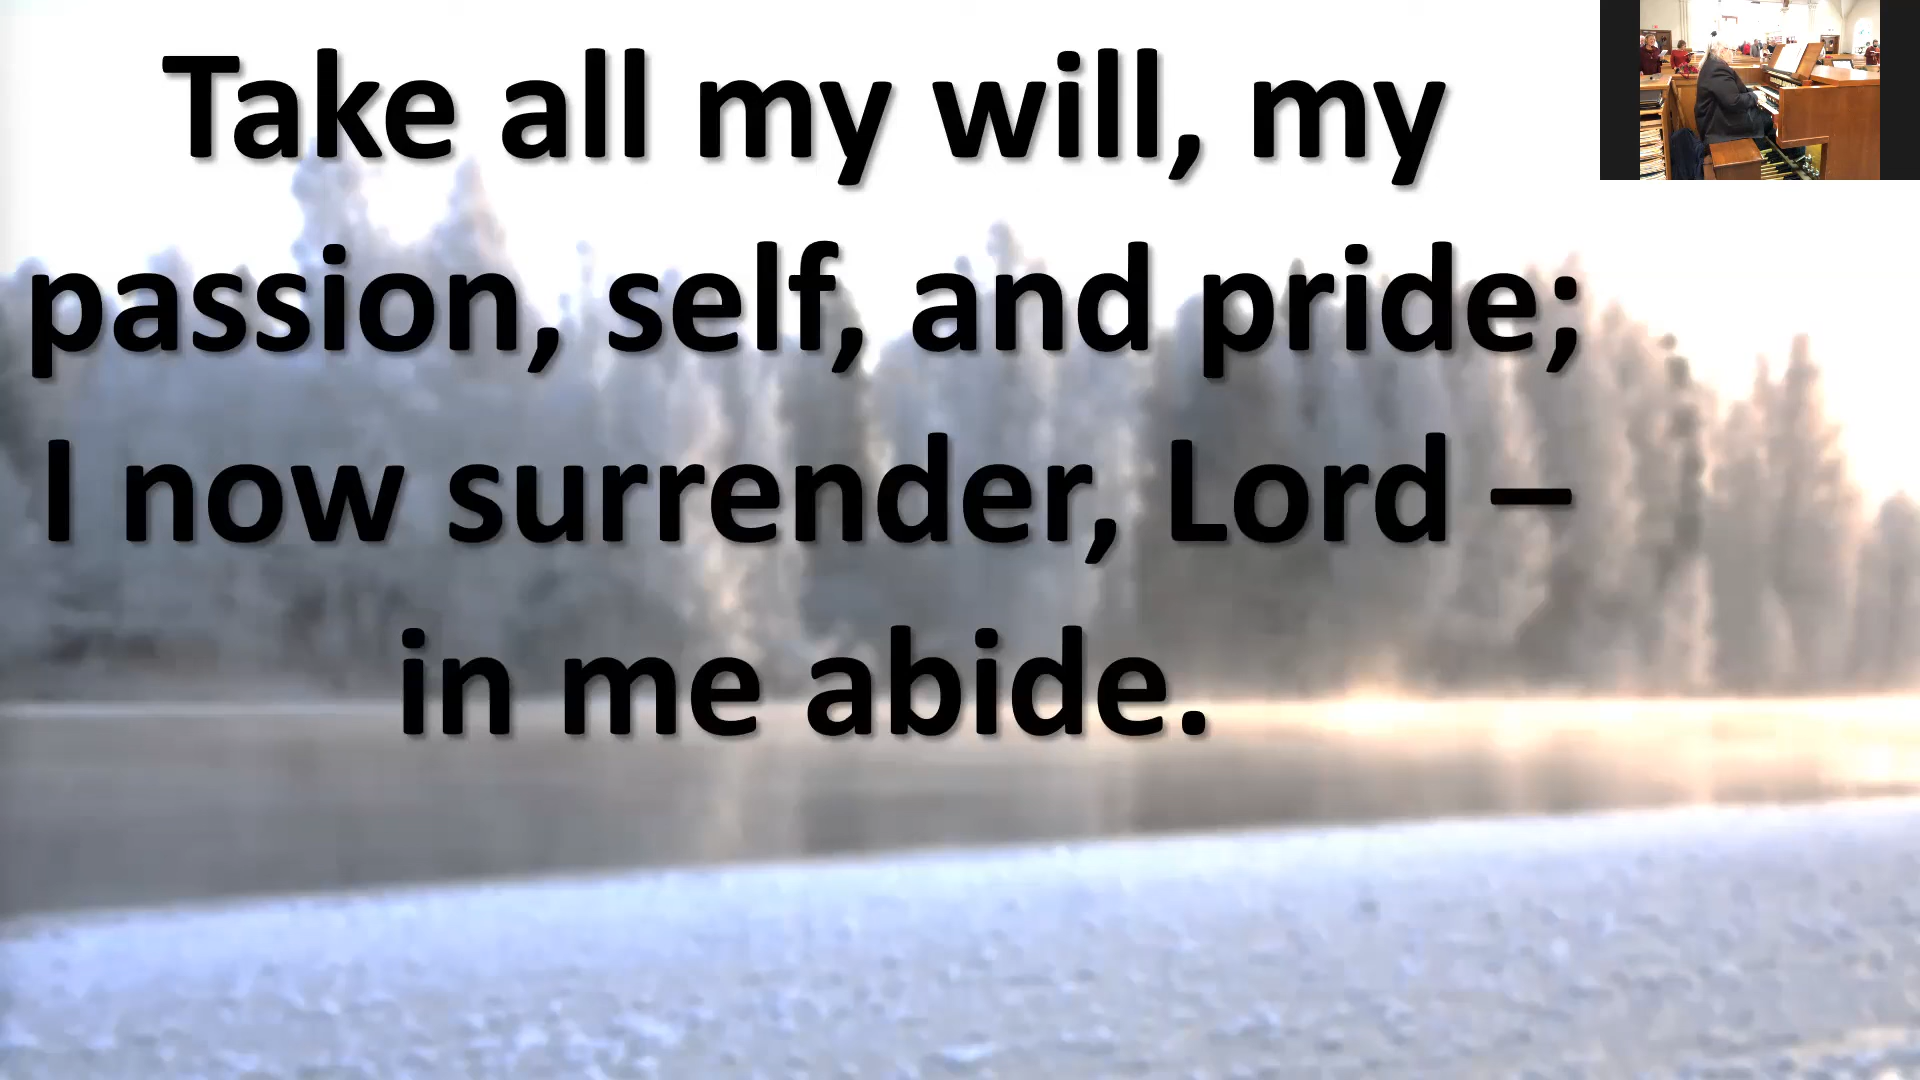 Take all my will, my
passion, self, and pride;
I now surrender, Lord –
in me abide.